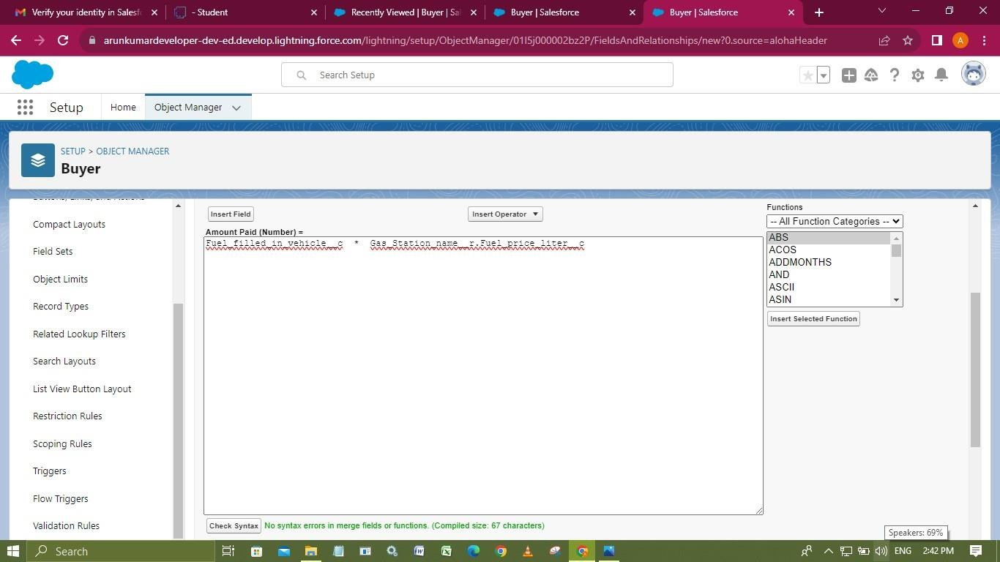 Verify your identity in Salesf
- Student
Recently Viewed | Buyer | Sal
Buyer | Salesforce
Buyer | Salesforce
arunkumardeveloper-dev-ed.develop.lightning.force.com/lightning/setup/ObjectManager/01I5j000002bz2P/FieldsAndRelationships/new?0.source=alohaHeader
A
Search Setup
Setup
Home
Object Manager
SETUP > OBJECT MANAGER
Buyer
Buttons, Links, and Actions
Compact Layouts
Field Sets
Object Limits
Record Types
Related Lookup Filters
Search Layouts
List View Button Layout
Restriction Rules
Scoping Rules
Triggers
Flow Triggers
Validation Rules
Insert Field
Insert Operator
Amount Paid (Number) =
Fuel_filled_in_vehicle__c * Gas_Station_name__r.Fuel_price_liter__c
Functions
-- All Function Categories --
ABS
ACOS
ADDMONTHS
AND
ASCII
ASIN
Insert Selected Function
Check Syntax No syntax errors in merge fields or functions. (Compiled size: 67 characters)
Speakers: 69%
Search
ENG
2:42 PM